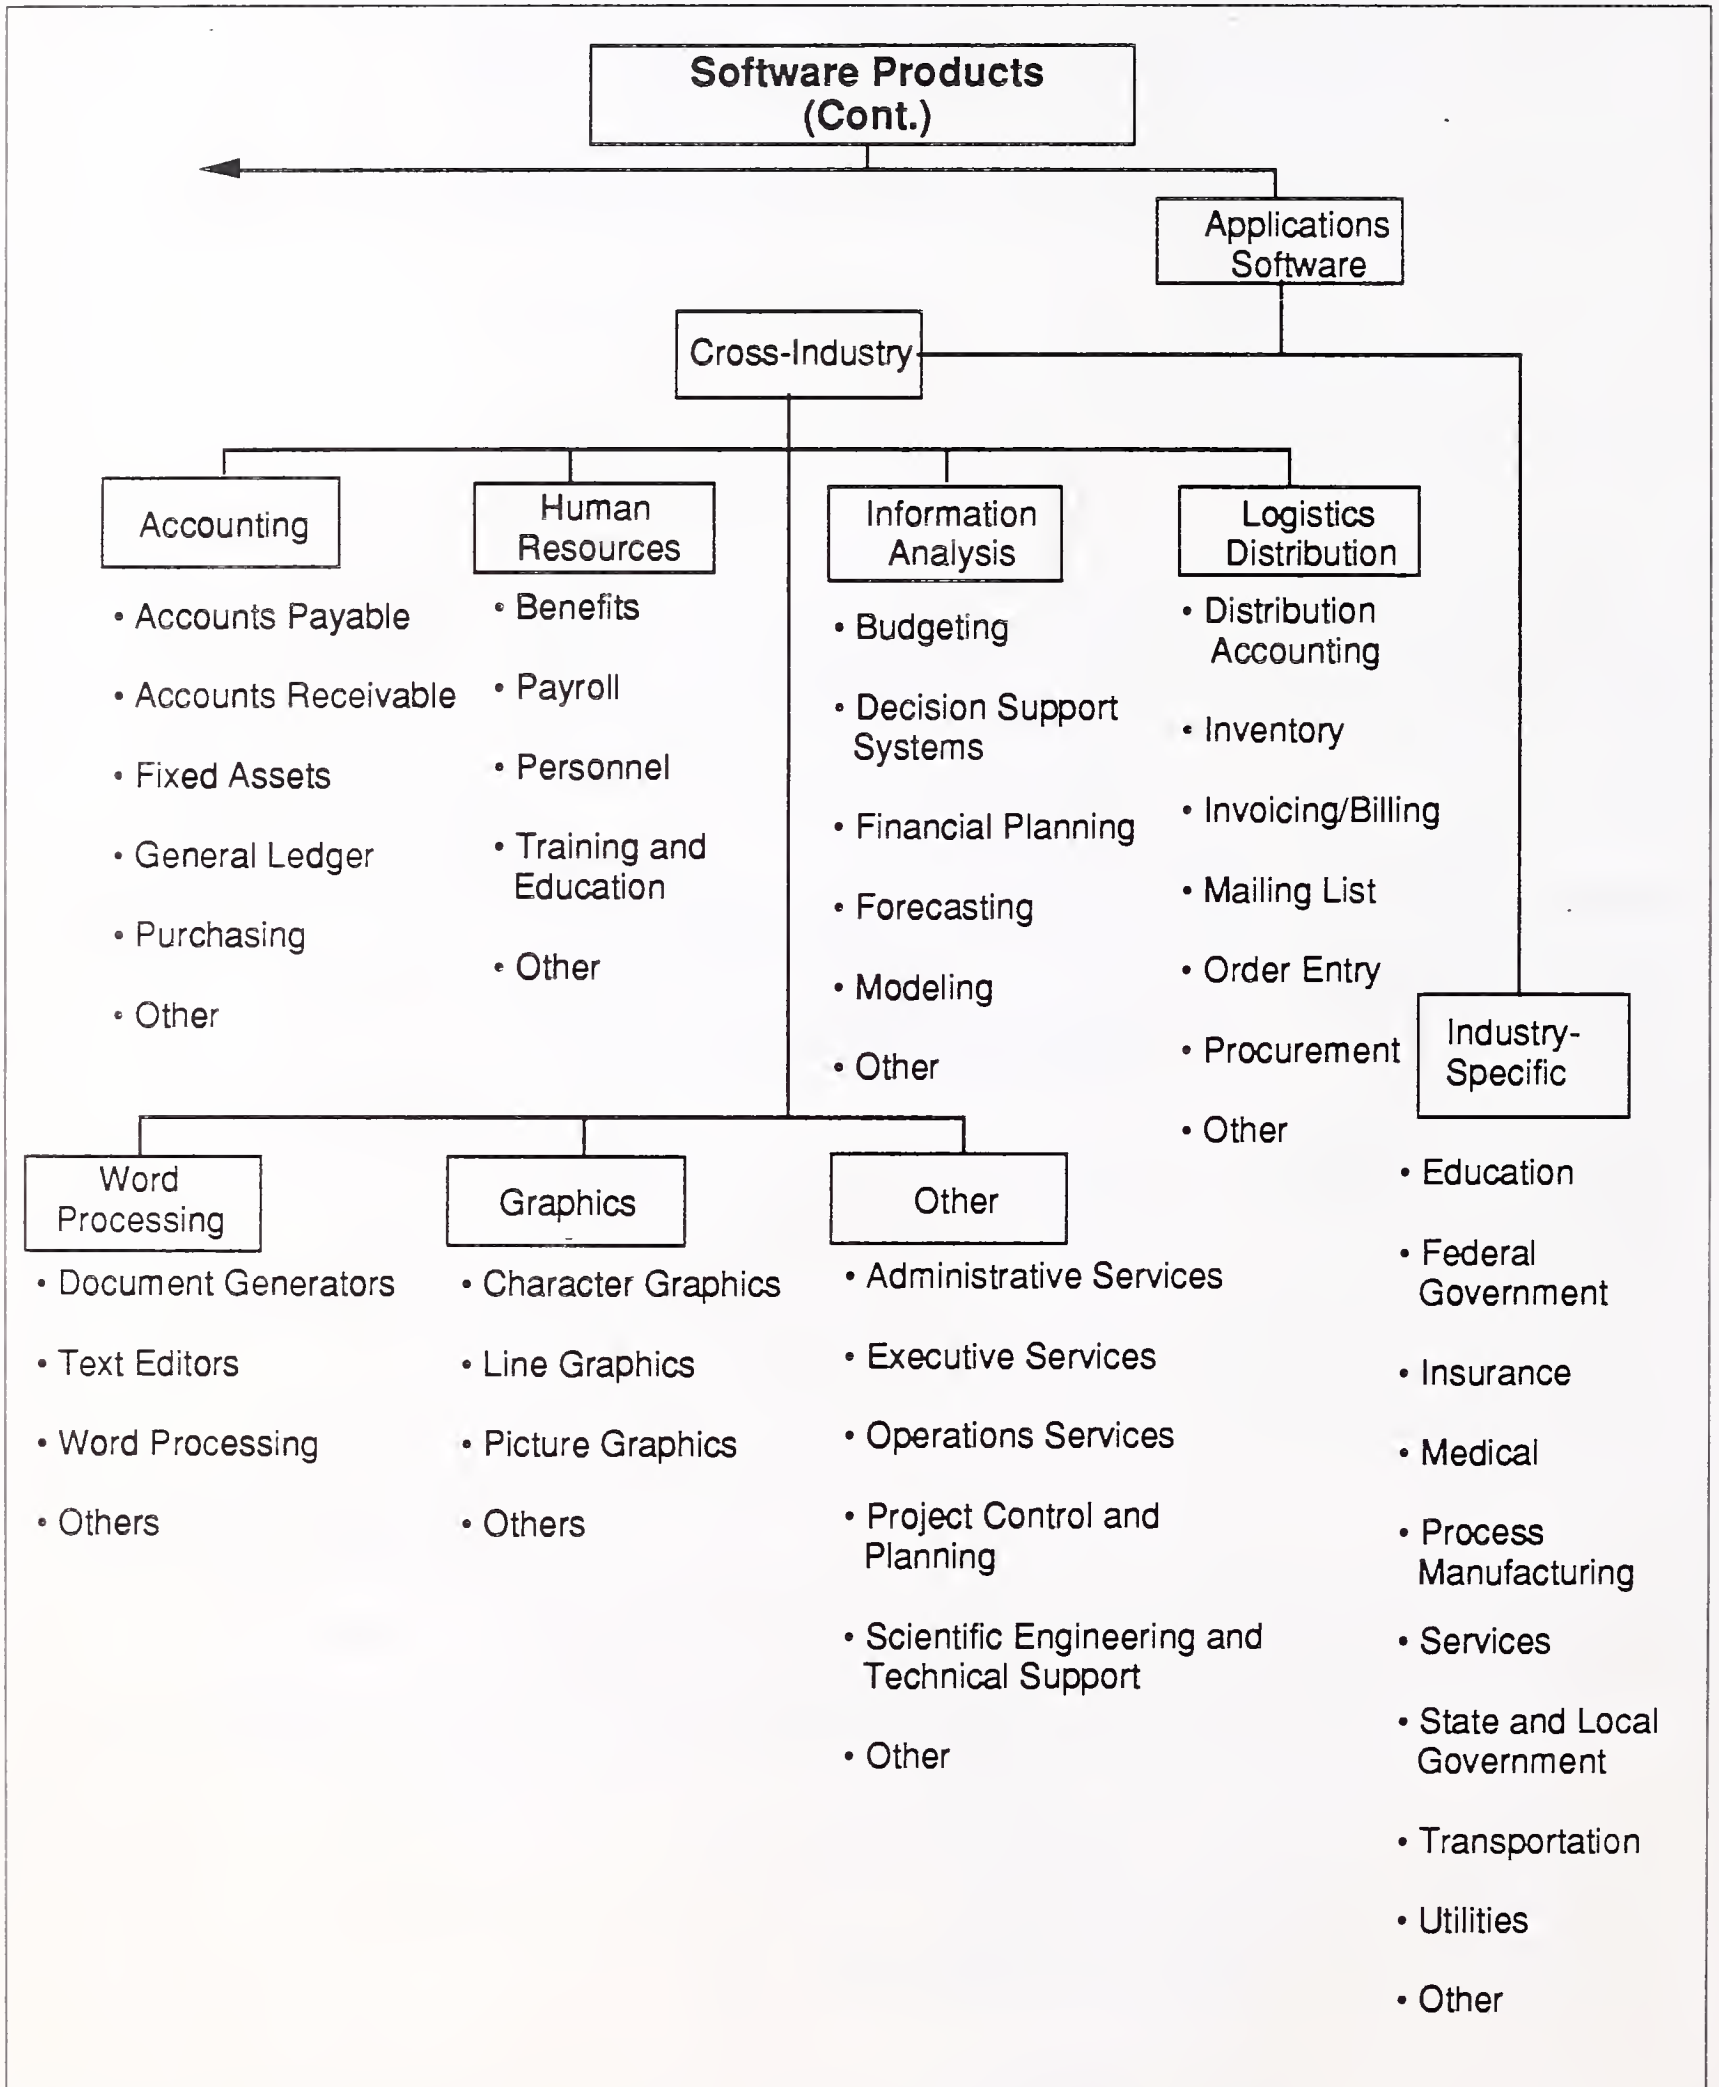 Software Products
(Cont.)
Applications
Software
Cross-Industry
Accounting
• Accounts Payable
• Accounts Receivable
• Fixed Assets
• General Ledger
• Purchasing
• Other
Human
Resources
• Benefits
• Payroll
• Personnel
• Training and
Education
• Other
Information
Analysis
• Budgeting
• Decision Support
Systems
• Financial Planning
• Forecasting
• Modeling
• Other
Logistics
Distribution
• Distribution
Accounting
• Inventory
• Invoicing/Billing
• Mailing List
• Order Entry
• Procurement
• Other
Word
Processing
• Document Generators
• Text Editors
• Word Processing
• Others
Graphics
• Character Graphics
• Line Graphics
• Picture Graphics
• Others
Other
• Administrative Services
• Executive Services
• Operations Services
• Project Control and
Planning
• Scientific Engineering and
Technical Support
• Other
Industry-
Specific
• Education
• Federal
Government
• Insurance
• Medical
• Process
Manufacturing
• Services
• State and Local
Government
• Transportation
• Utilities
• Other